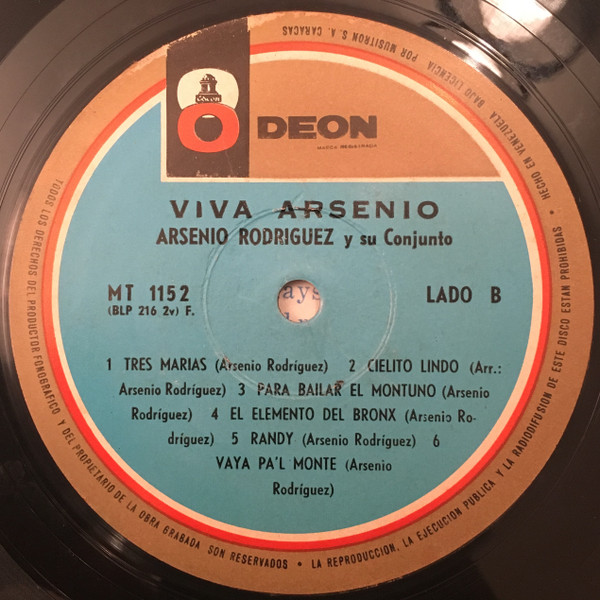 ODEON
ODEON
MARCA REGISTRADA
VIVA ARSENIO
ARSENIO RODRIGUEZ y su Conjunto
MT 1152
(BLP 216 2v) F.
LADO B
1 TRES MARIAS (Arsenio Rodríguez) 2 CIELITO LINDO (Arr.:
Arsenio Rodríguez) 3 PARA BAILAR EL MONTUNO (Arsenio
Rodríguez) 4 EL ELEMENTO DEL BRONX (Arsenio Ro-
dríguez) 5 RANDY (Arsenio Rodríguez) 6
VAYA PA'L MONTE (Arsenio
Rodríguez)
TODOS LOS DERECHOS DEL PRODUCTOR FONOGRAFICO Y DEL PROPIETARIO DE LA OBRA GRABADA SON RESERVADOS • LA REPRODUCCION, LA EJECUCION PUBLICA Y LA RADIODIFUSION DE ESTE DISCO ESTAN PROHIBIDAS • HECHO EN VENEZUELA BAJO LICENCIA POR MUSITRON S. A. CARACAS